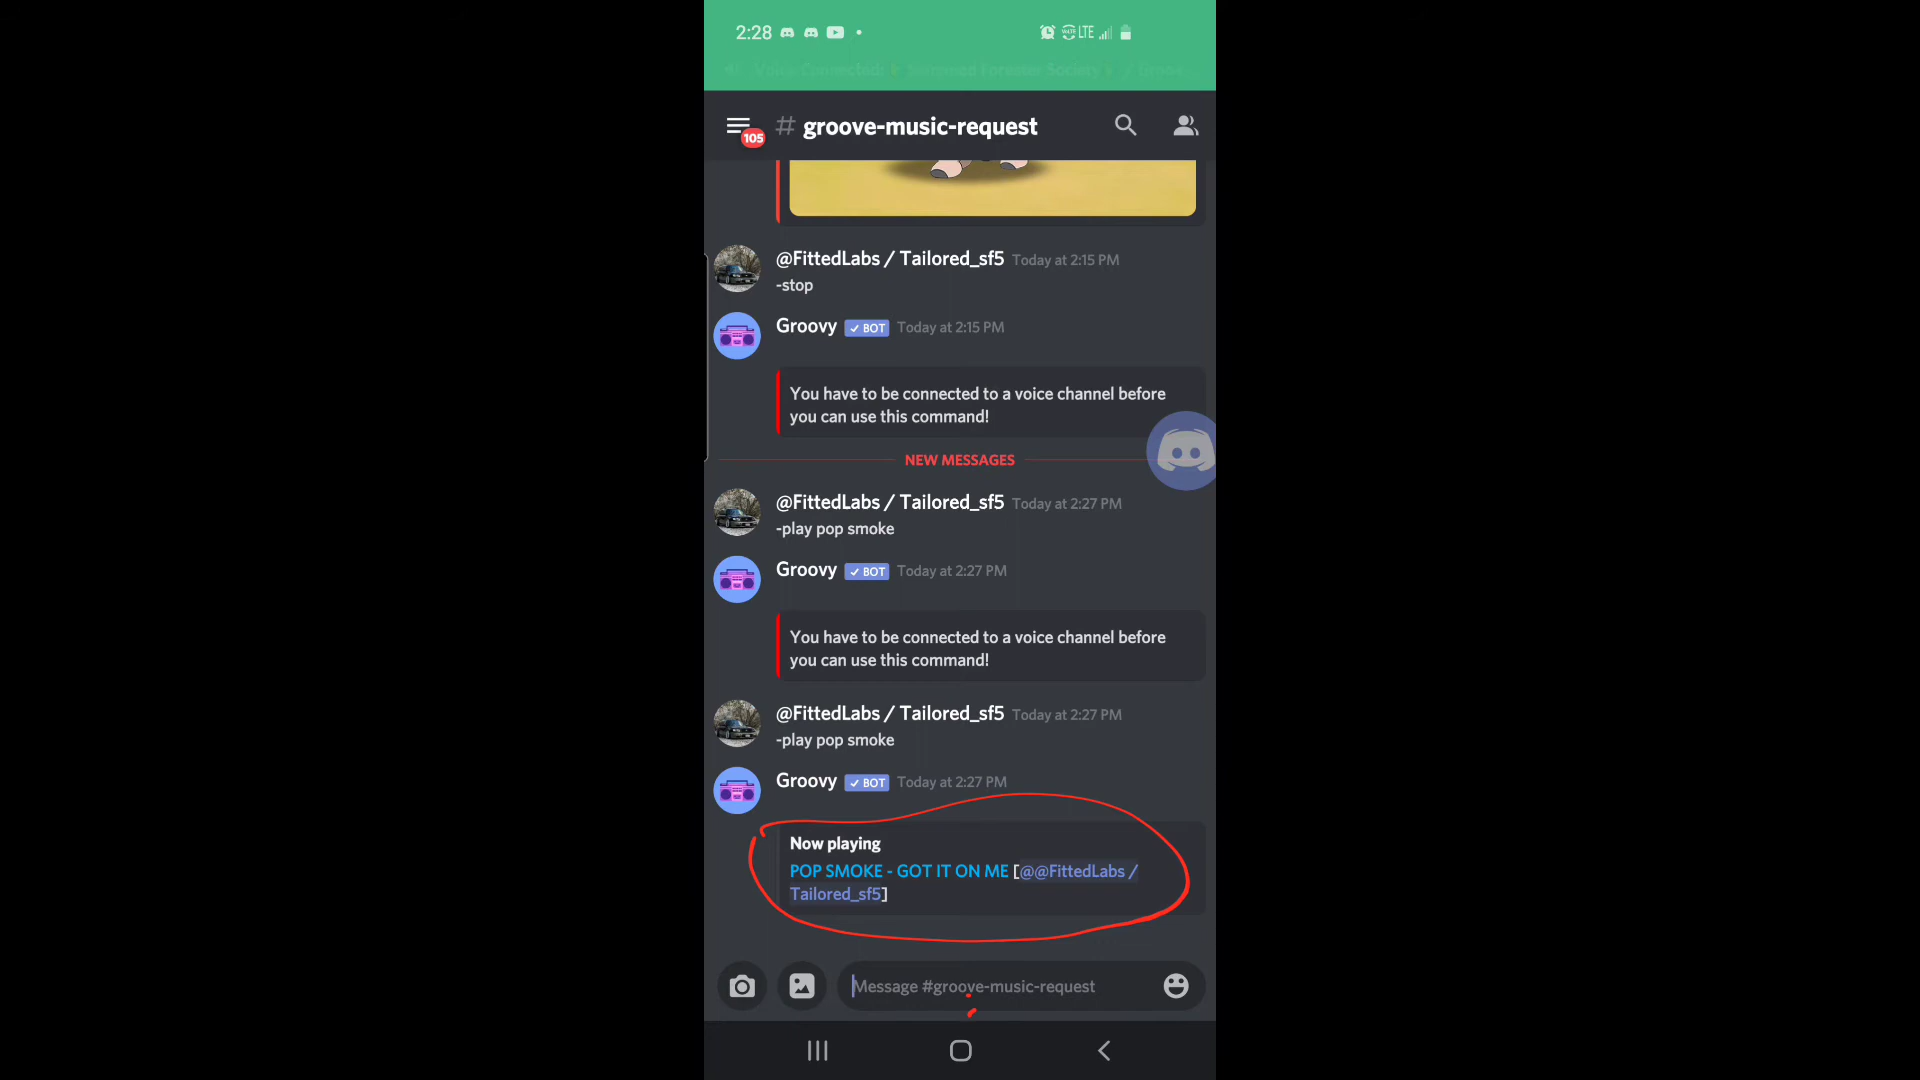 2:28
LTE
105
# groove-music-request
@FittedLabs / Tailored_sf5 Today at 2:15 PM
-stop
Groovy ✓ BOT Today at 2:15 PM
You have to be connected to a voice channel before
you can use this command!
NEW MESSAGES
@FittedLabs / Tailored_sf5 Today at 2:27 PM
-play pop smoke
Groovy ✓ BOT Today at 2:27 PM
You have to be connected to a voice channel before
you can use this command!
@FittedLabs / Tailored_sf5 Today at 2:27 PM
-play pop smoke
Groovy ✓ BOT Today at 2:27 PM
Now playing
POP SMOKE - GOT IT ON ME [@@FittedLabs /
Tailored_sf5]
Message #groove-music-request